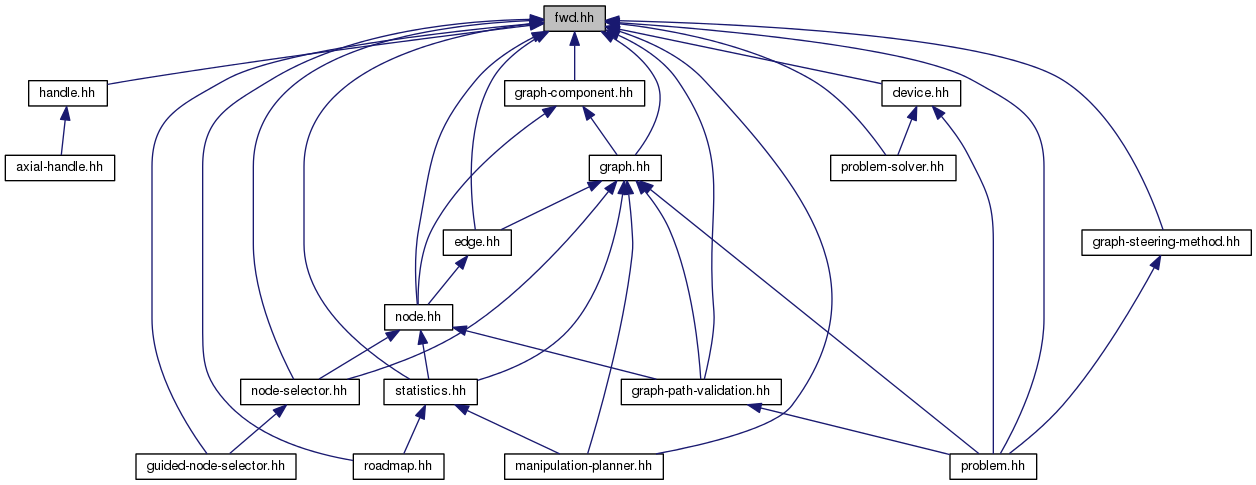 fwd.hh
handle.hh
graph-component.hh
device.hh
axial-handle.hh
graph.hh
problem-solver.hh
edge.hh
graph-steering-method.hh
node.hh
node-selector.hh
statistics.hh
graph-path-validation.hh
guided-node-selector.hh
roadmap.hh
manipulation-planner.hh
problem.hh